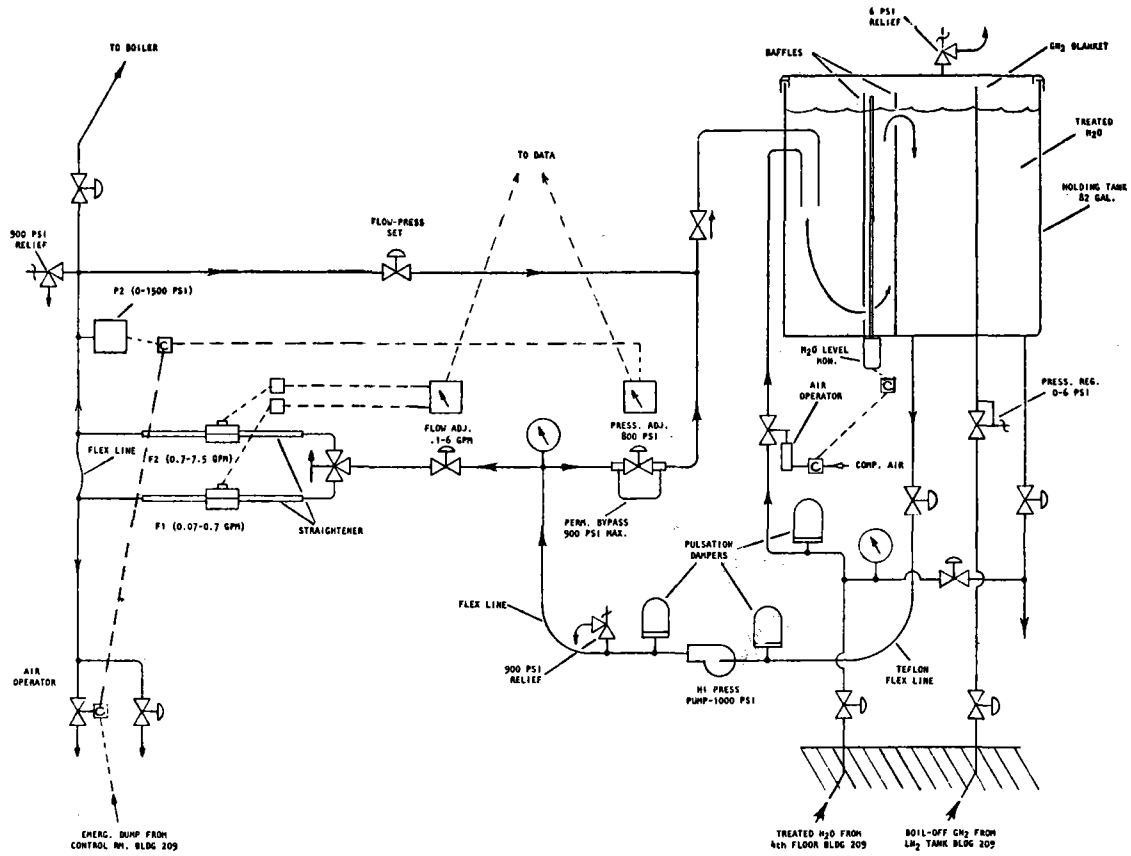 6 PSI
RELIEF
TO BOILER
BAFFLES
GN₂ BLANKET
TREATED
H₂O
TO DATA
HOLDING TANK
82 GAL.
FLOW-PRESS
SET
900 PSI
RELIEF
P2 (0-1500 PSI)
C
H₂O LEVEL
MON.
C
AIR
OPERATOR
PRESS. REG.
0-6 PSI
FLOW ADJ.
.1-6 GPM
PRESS. ADJ.
800 PSI
FLEX LINE
F2 (0.7-7.5 GPM)
C
COMP. AIR
F1 (0.07-0.7 GPM)
STRAIGHTENER
PERM. BYPASS
900 PSI MAX.
PULSATION
DAMPERS
FLEX LINE
900 PSI
RELIEF
HI PRESS
PUMP-1000 PSI
TEFLON
FLEX LINE
AIR
OPERATOR
C
EMERG. DUMP FROM
CONTROL RM. BLDG 209
TREATED H₂O FROM
4th FLOOR BLDG 209
BOIL-OFF GN₂ FROM
LN₂ TANK BLDG 209